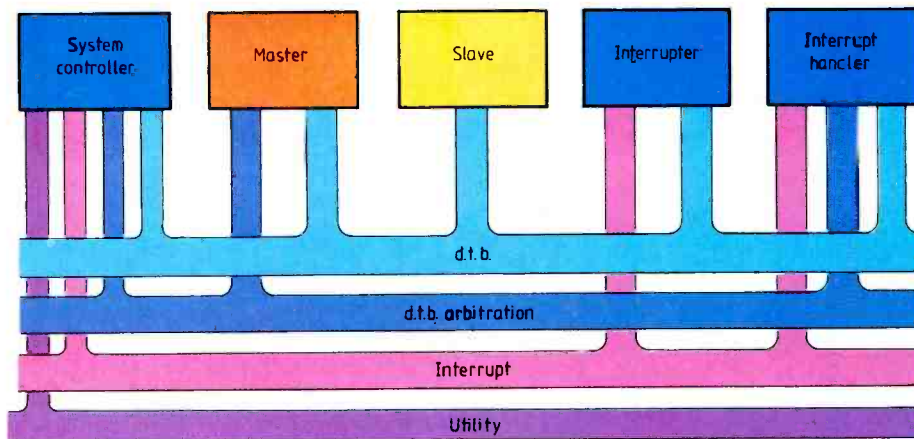 System
controller
Master
Slave
Interrupter
Interrupt
handler
d.t.b.
d.t.b. arbitration
Interrupt
Utility